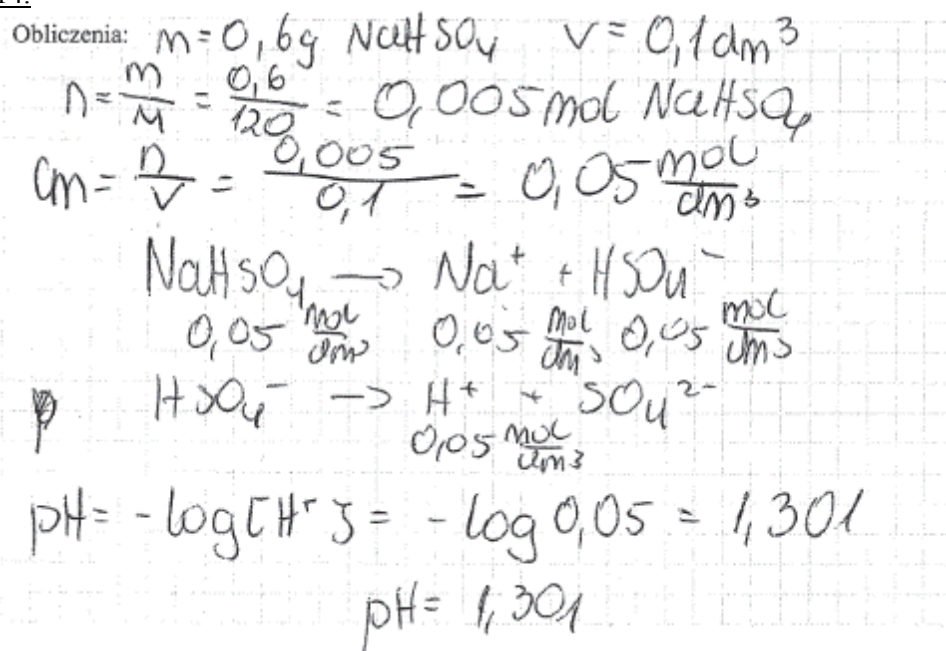 14.
Obliczenia: m = 0,6g NaHSO₄ V = 0,1dm³
n = m/M = 0,6/120 = 0,005 mol NaHSO₄
Cm = n/V = 0,005/0,1 = 0,05 mol/dm³
NaHSO₄ → Na⁺ + HSO₄⁻
0,05 mol/dm³ 0,05 mol/dm³ 0,05 mol/dm³
HSO₄⁻ → H⁺ + SO₄²⁻
0,05 mol/dm³
pH = -log[H⁺] = -log 0,05 = 1,301
pH = 1,301